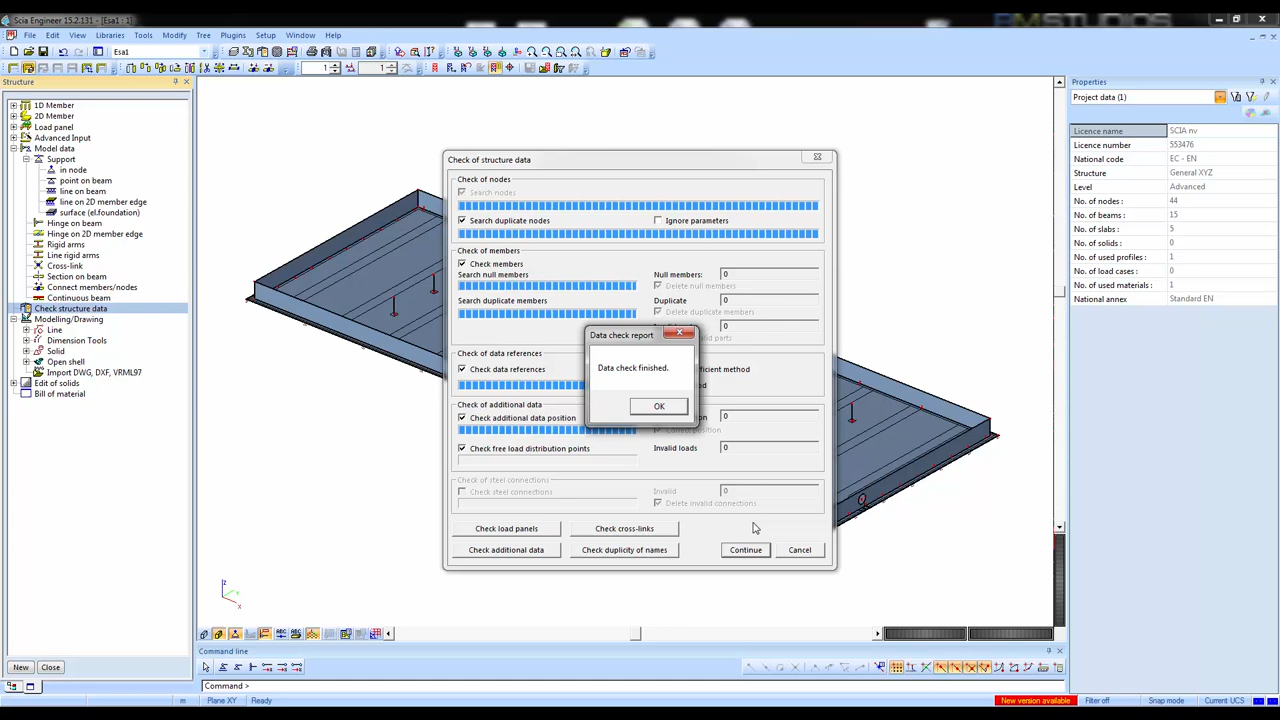 Scia Engineer 15.2.131 - [Esa1 : 1]
File Edit View Libraries Tools Modify Tree Plugins Setup Window Help
Esa1
1
1
Structure
1D Member
2D Member
Load panel
Advanced Input
Model data
Support
in node
point on beam
line on beam
line on 2D member edge
surface (el.foundation)
Hinge on beam
Hinge on 2D member edge
Rigid arms
Line rigid arms
Cross-link
Section on beam
Connect members/nodes
Continuous beam
Check structure data
Modelling/Drawing
Line
Dimension Tools
Solid
Open shell
Import DWG, DXF, VRML97
Edit of solids
Bill of material
New Close
Check of structure data
Check of nodes
Search nodes
Search duplicate nodes Ignore parameters
Check of members
Check members
Search null members Null members: 0
Delete null members
Search duplicate members Duplicate 0
Delete duplicate members
0
Check of data references
Check data references
Check of additional data
Check additional data position 0
Correct position
Check free load distribution points Invalid loads 0
Check of steel connections
Check steel connections Invalid 0
Delete invalid connections
Check load panels Check cross-links
Check additional data Check duplicity of names Continue Cancel
Data check report
Data check finished.
OK
Z
Y
X
Properties
Project data (1)
Licence name SCIA nv
Licence number 553476
National code EC - EN
Structure General XYZ
Level Advanced
No. of nodes : 44
No. of beams : 15
No. of slabs : 5
No. of solids : 0
No. of used profiles : 1
No. of load cases : 0
No. of used materials : 1
National annex Standard EN
Command line
Command >
m Plane XY Ready New version available Filter off Snap mode Current UCS